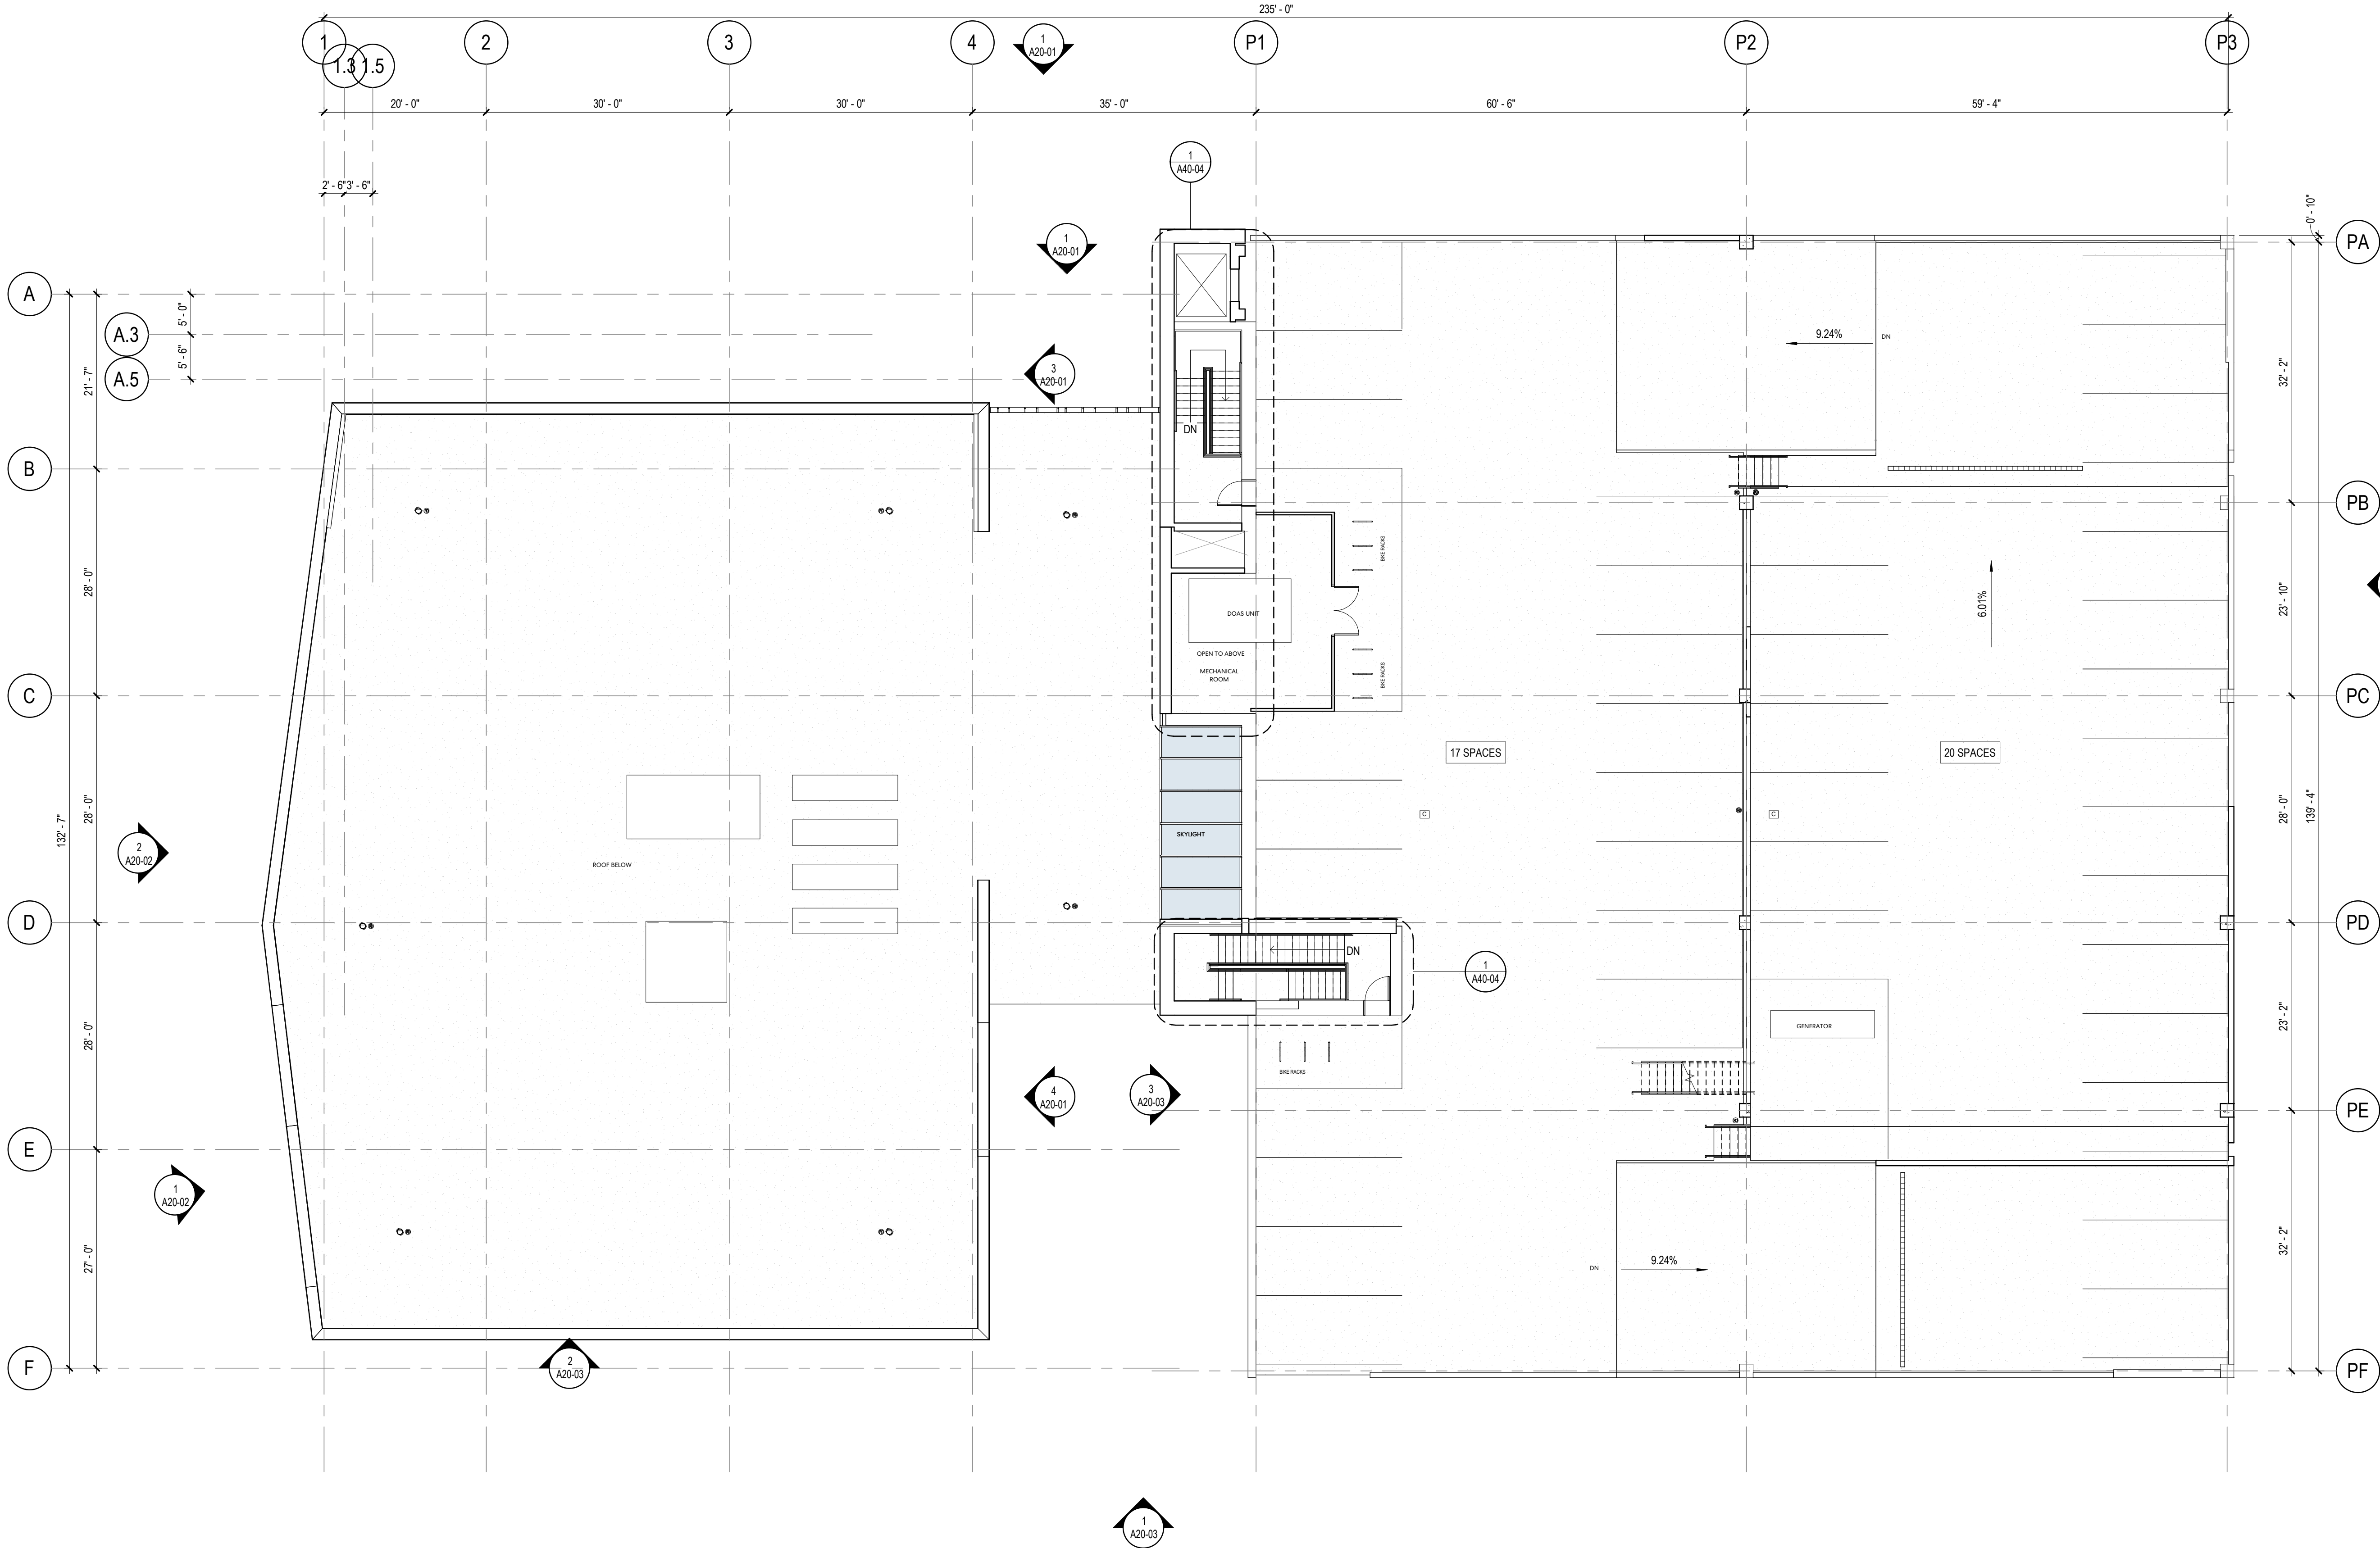 235' - 0"
1
2
3
4
P1
P2
P3
1.3
1.5
1
A20-01
20' - 0"
30' - 0"
30' - 0"
35' - 0"
60' - 6"
59' - 4"
2' - 6"
3' - 6"
1
A40-04
0' - 10"
1
A20-01
PA
A
5' - 0"
A.3
9.24%
DN
5' - 6"
A.5
21' - 7"
3
A20-01
32' - 2"
DN
B
PB
BIKE RACKS
28' - 0"
DOAS UNIT
6.01%
23' - 10"
OPEN TO ABOVE
MECHANICAL
ROOM
BIKE RACKS
C
PC
17 SPACES
20 SPACES
132' - 7"
28' - 0"
C
C
28' - 0"
139' - 4"
SKYLIGHT
2
A20-02
ROOF BELOW
D
PD
DN
1
A40-04
28' - 0"
GENERATOR
23' - 2"
BIKE RACKS
4
A20-01
3
A20-03
PE
E
1
A20-02
27' - 0"
DN
9.24%
32' - 2"
F
2
A20-03
PF
1
A20-03